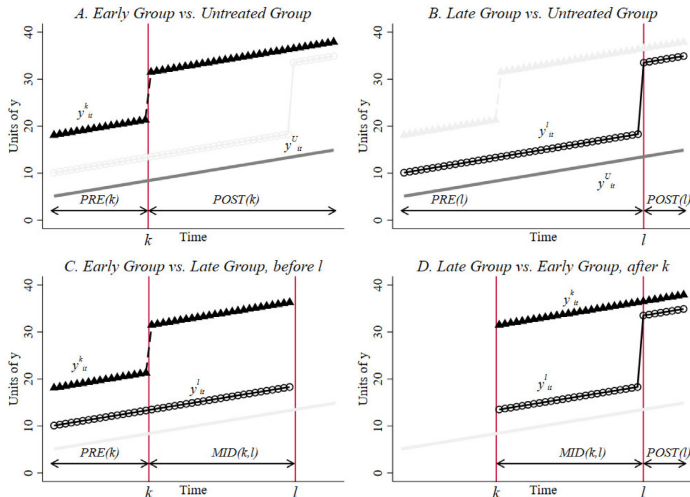 A. Early Group vs. Untreated Group
Units of y
0 10 20 30 40
y^k_it
y^U_it
PRE(k) POST(k)
k Time
B. Late Group vs. Untreated Group
Units of y
0 10 20 30 40
y^l_it
y^U_it
PRE(l) POST(l)
Time l
C. Early Group vs. Late Group, before l
Units of y
0 10 20 30 40
y^k_it
y^l_it
PRE(k) MID(k,l)
k Time l
D. Late Group vs. Early Group, after k
Units of y
0 10 20 30 40
y^k_it
y^l_it
MID(k,l) POST(l)
k Time l